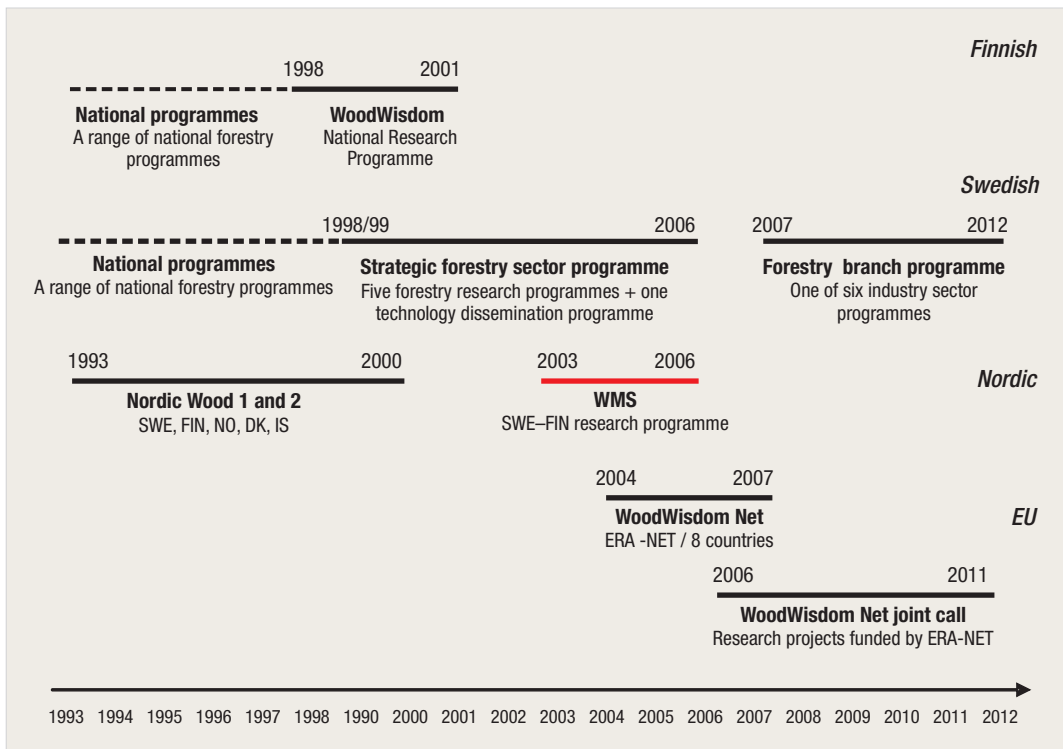 Finnish
1998 2001
National programmes
A range of national forestry
programmes
WoodWisdom
National Research
Programme
Swedish
1998/99 2006 2007 2012
National programmes
A range of national forestry programmes
Strategic forestry sector programme
Five forestry research programmes + one
technology dissemination programme
Forestry branch programme
One of six industry sector
programmes
1993 2000 2003 2006
Nordic
Nordic Wood 1 and 2
SWE, FIN, NO, DK, IS
WMS
SWE–FIN research programme
2004 2007
EU
WoodWisdom Net
ERA -NET / 8 countries
2006 2011
WoodWisdom Net joint call
Research projects funded by ERA-NET
1993 1994 1995 1996 1997 1998 1990 2000 2001 2002 2003 2004 2005 2006 2007 2008 2009 2010 2011 2012